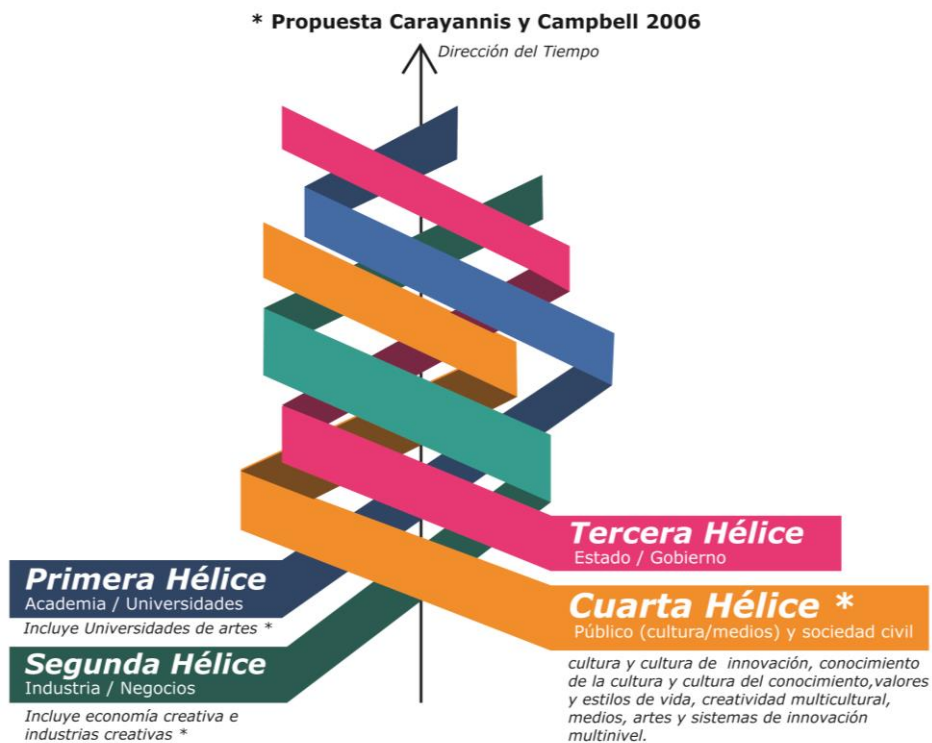 * Propuesta Carayannis y Campbell 2006
Dirección del Tiempo
Tercera Hélice
Estado / Gobierno
Primera Hélice
Academia / Universidades
Incluye Universidades de artes *
Cuarta Hélice *
Público (cultura/medios) y sociedad civil
Segunda Hélice
Industria / Negocios
Incluye economía creativa e
industrias creativas *
cultura y cultura de innovación, conocimiento
de la cultura y cultura del conocimiento,valores
y estilos de vida, creatividad multicultural,
medios, artes y sistemas de innovación
multinivel.